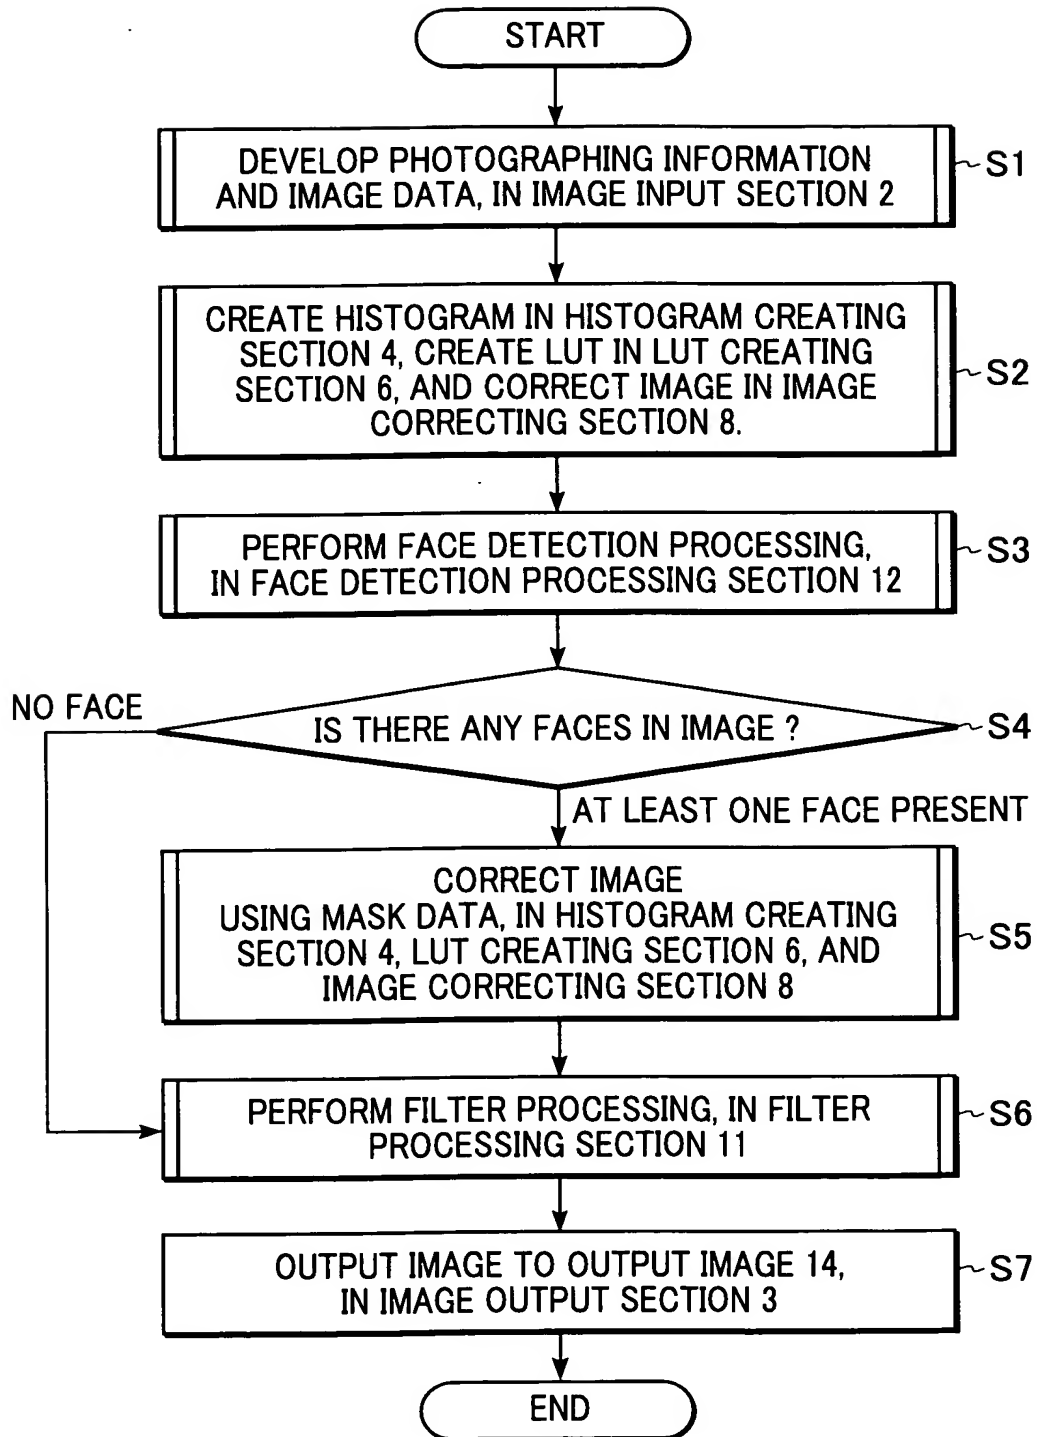 START
DEVELOP PHOTOGRAPHING INFORMATION
AND IMAGE DATA, IN IMAGE INPUT SECTION 2
S1
CREATE HISTOGRAM IN HISTOGRAM CREATING
SECTION 4, CREATE LUT IN LUT CREATING
SECTION 6, AND CORRECT IMAGE IN IMAGE
CORRECTING SECTION 8.
S2
PERFORM FACE DETECTION PROCESSING,
IN FACE DETECTION PROCESSING SECTION 12
S3
NO FACE
IS THERE ANY FACES IN IMAGE ?
S4
AT LEAST ONE FACE PRESENT
CORRECT IMAGE
USING MASK DATA, IN HISTOGRAM CREATING
SECTION 4, LUT CREATING SECTION 6, AND
IMAGE CORRECTING SECTION 8
S5
PERFORM FILTER PROCESSING, IN FILTER
PROCESSING SECTION 11
S6
OUTPUT IMAGE TO OUTPUT IMAGE 14,
IN IMAGE OUTPUT SECTION 3
S7
END